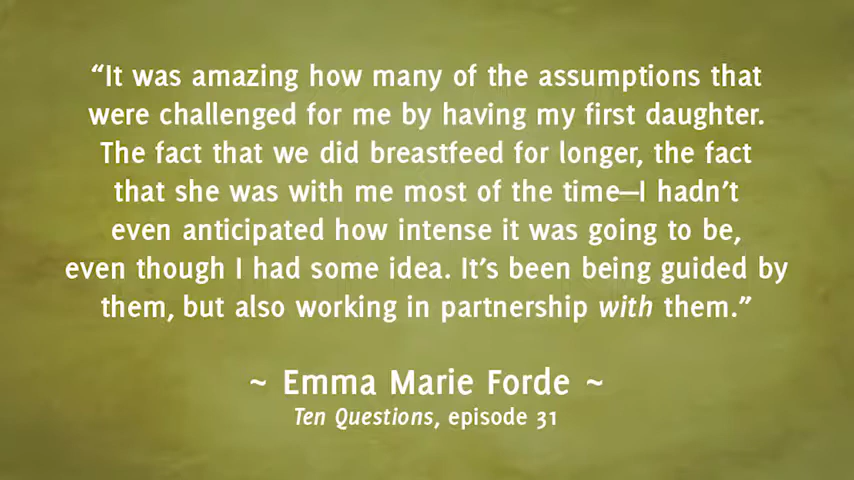 “It was amazing how many of the assumptions that
were challenged for me by having my first daughter.
The fact that we did breastfeed for longer, the fact
that she was with me most of the time—I hadn’t
even anticipated how intense it was going to be,
even though I had some idea. It’s been being guided by
them, but also working in partnership with them.”
~ Emma Marie Forde ~
Ten Questions, episode 31